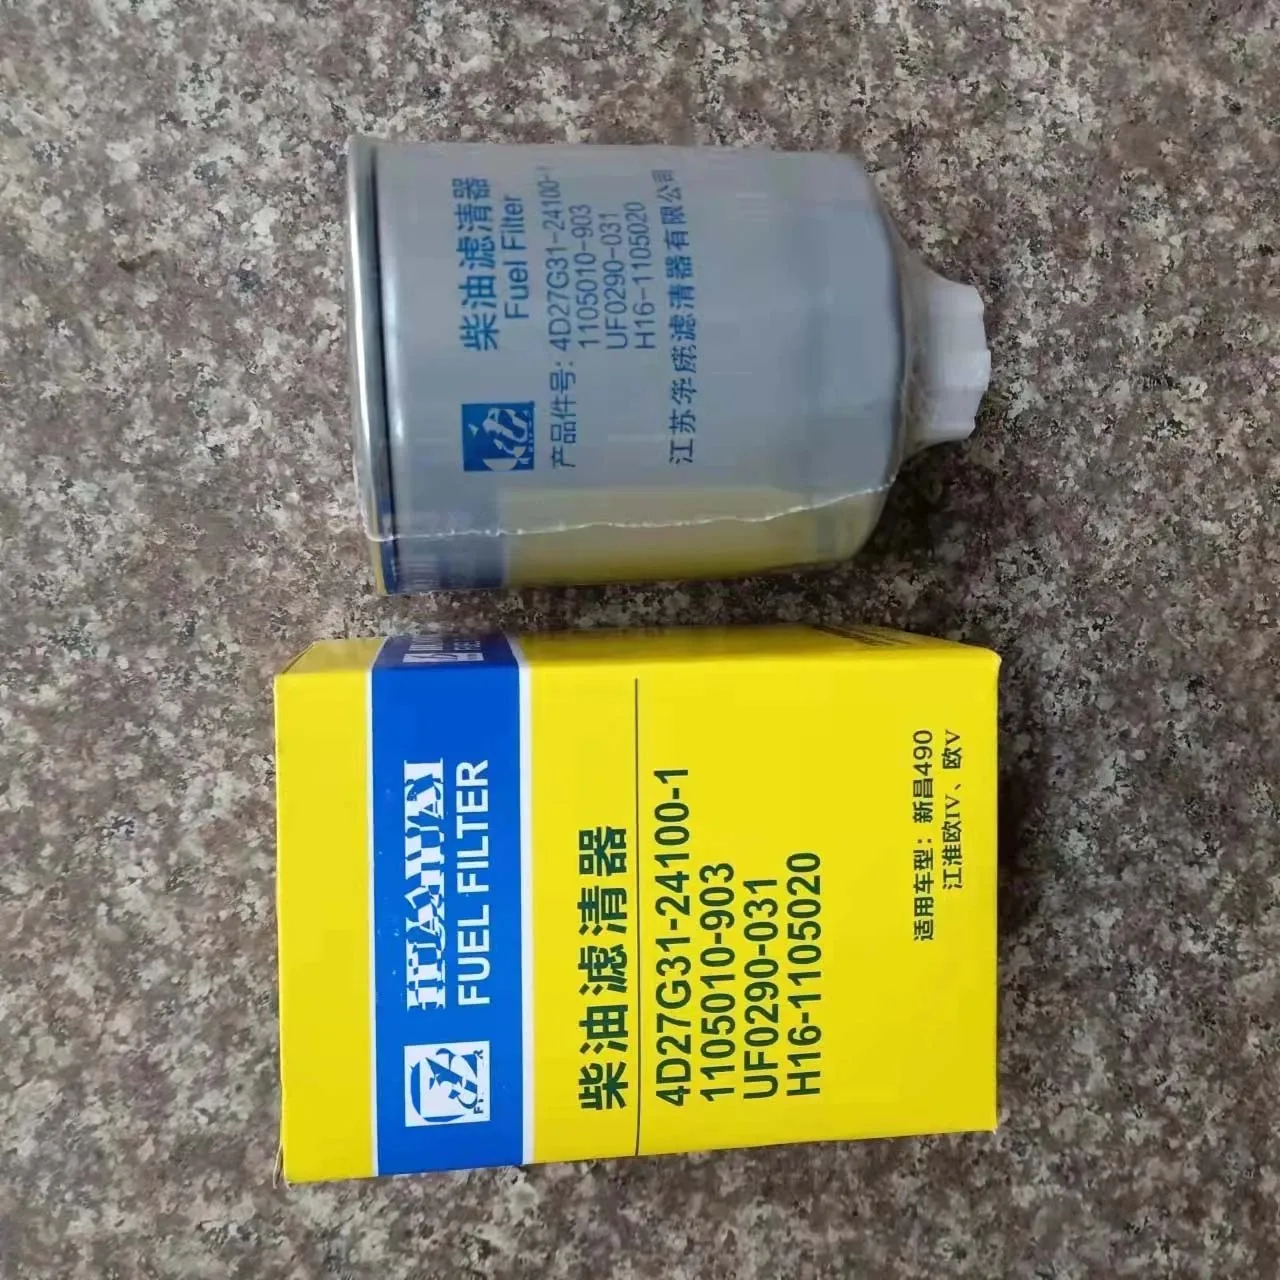 柴油滤清器
Fuel Filter
产品件号: 4D27G31-24100-1
1105010-903
UF0290-031
H16-1105020
江苏华威滤清器有限公司
HUAWEI
FUEL FILTER
柴油滤清器
4D27G31-24100-1
1105010-903
UF0290-031
H16-1105020
适用车型：新昌490
江淮欧IV、欧V